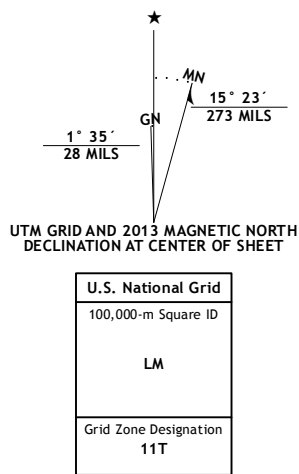 ★
MN
GN
15° 23´
273 MILS
1° 35´
28 MILS
UTM GRID AND 2013 MAGNETIC NORTH
DECLINATION AT CENTER OF SHEET
U.S. National Grid
100,000-m Square ID
LM
Grid Zone Designation
11T